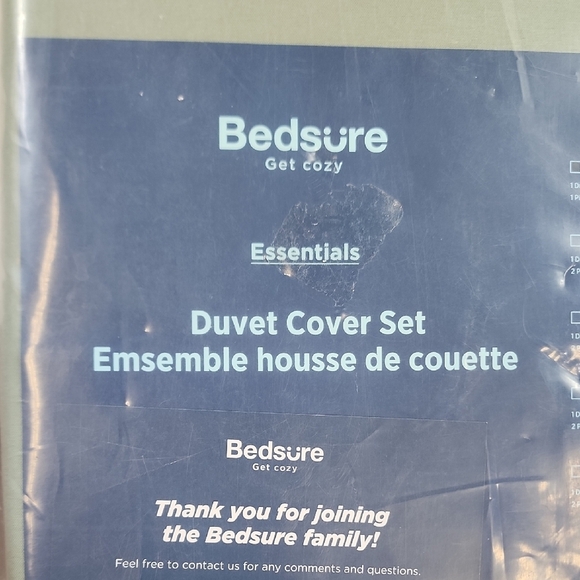 Bedsure
Get cozy
Essentials
Duvet Cover Set
Emsemble housse de couette
Bedsure
Get cozy
Thank you for joining
the Bedsure family!
Feel free to contact us for any comments and questions.